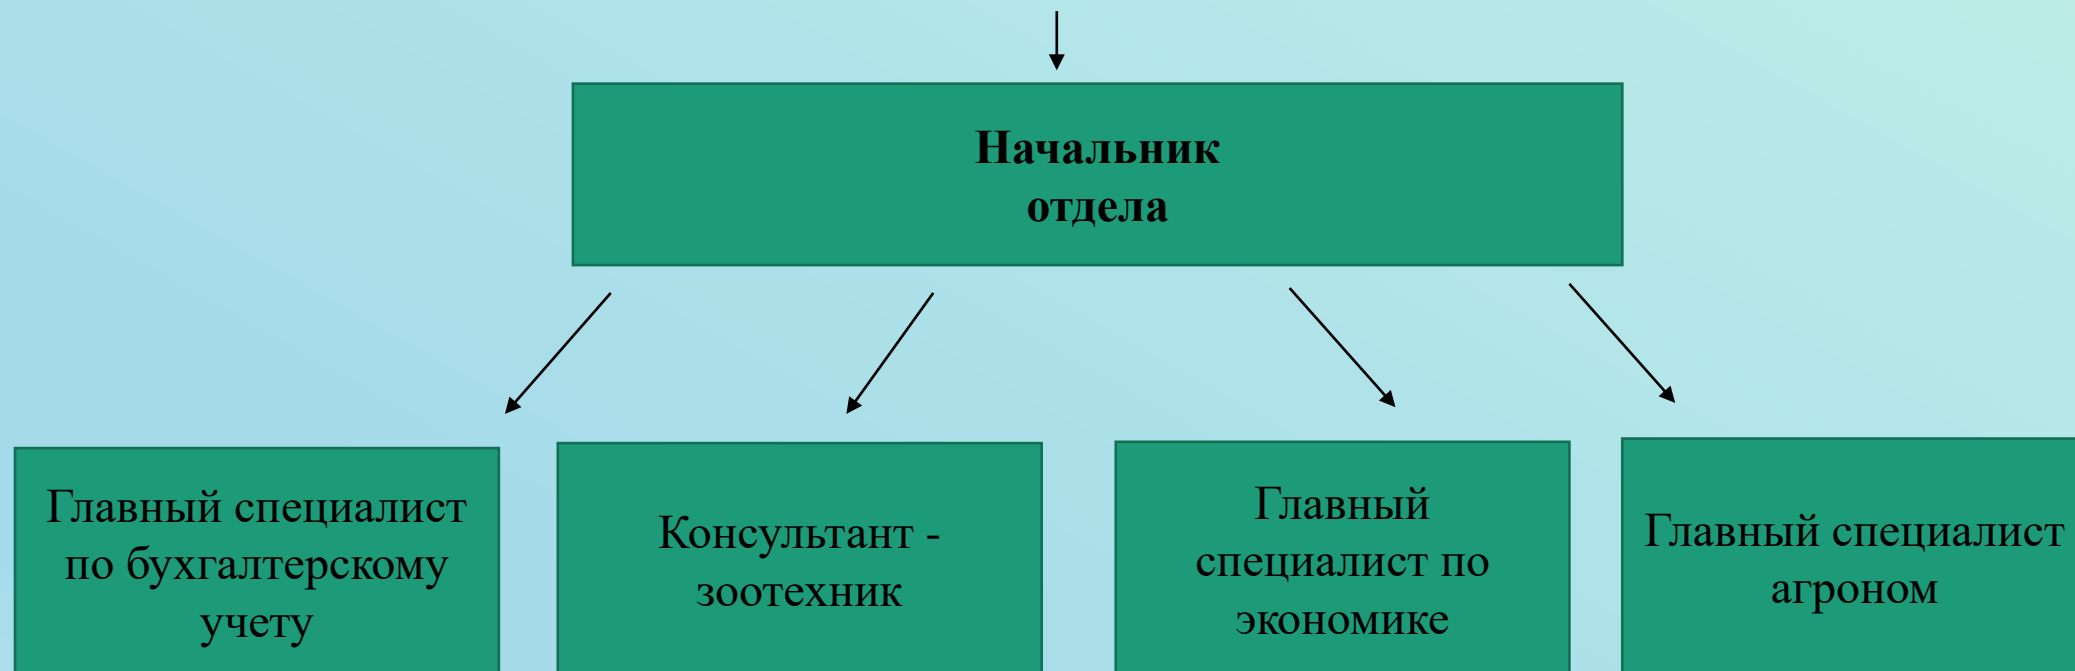 Начальник
отдела
Главный специалист
по бухгалтерскому
учету
Консультант -
зоотехник
Главный
специалист по
экономике
Главный специалист
агроном